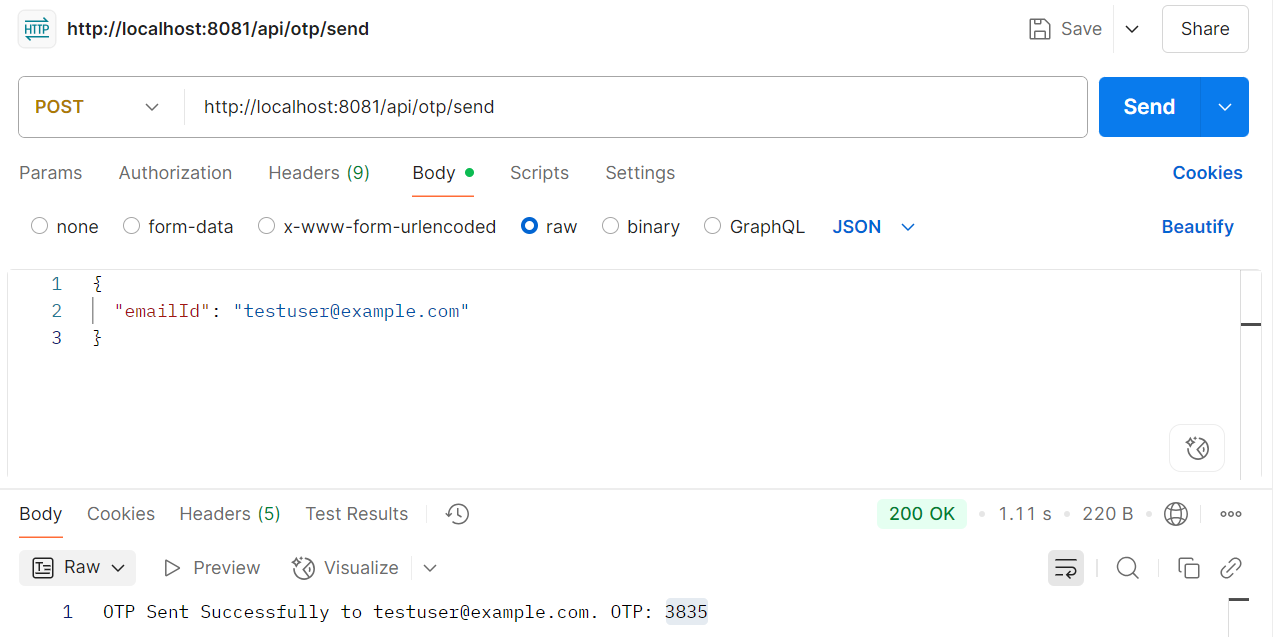 HTTP http://localhost:8081/api/otp/send Save Share
POST http://localhost:8081/api/otp/send Send
Params Authorization Headers (9) Body Scripts Settings Cookies
none form-data x-www-form-urlencoded raw binary GraphQL JSON Beautify
1 {
2 "emailId": "testuser@example.com"
3 }
Body Cookies Headers (5) Test Results 200 OK 1.11 s 220 B
Raw Preview Visualize
1 OTP Sent Successfully to testuser@example.com. OTP: 3835